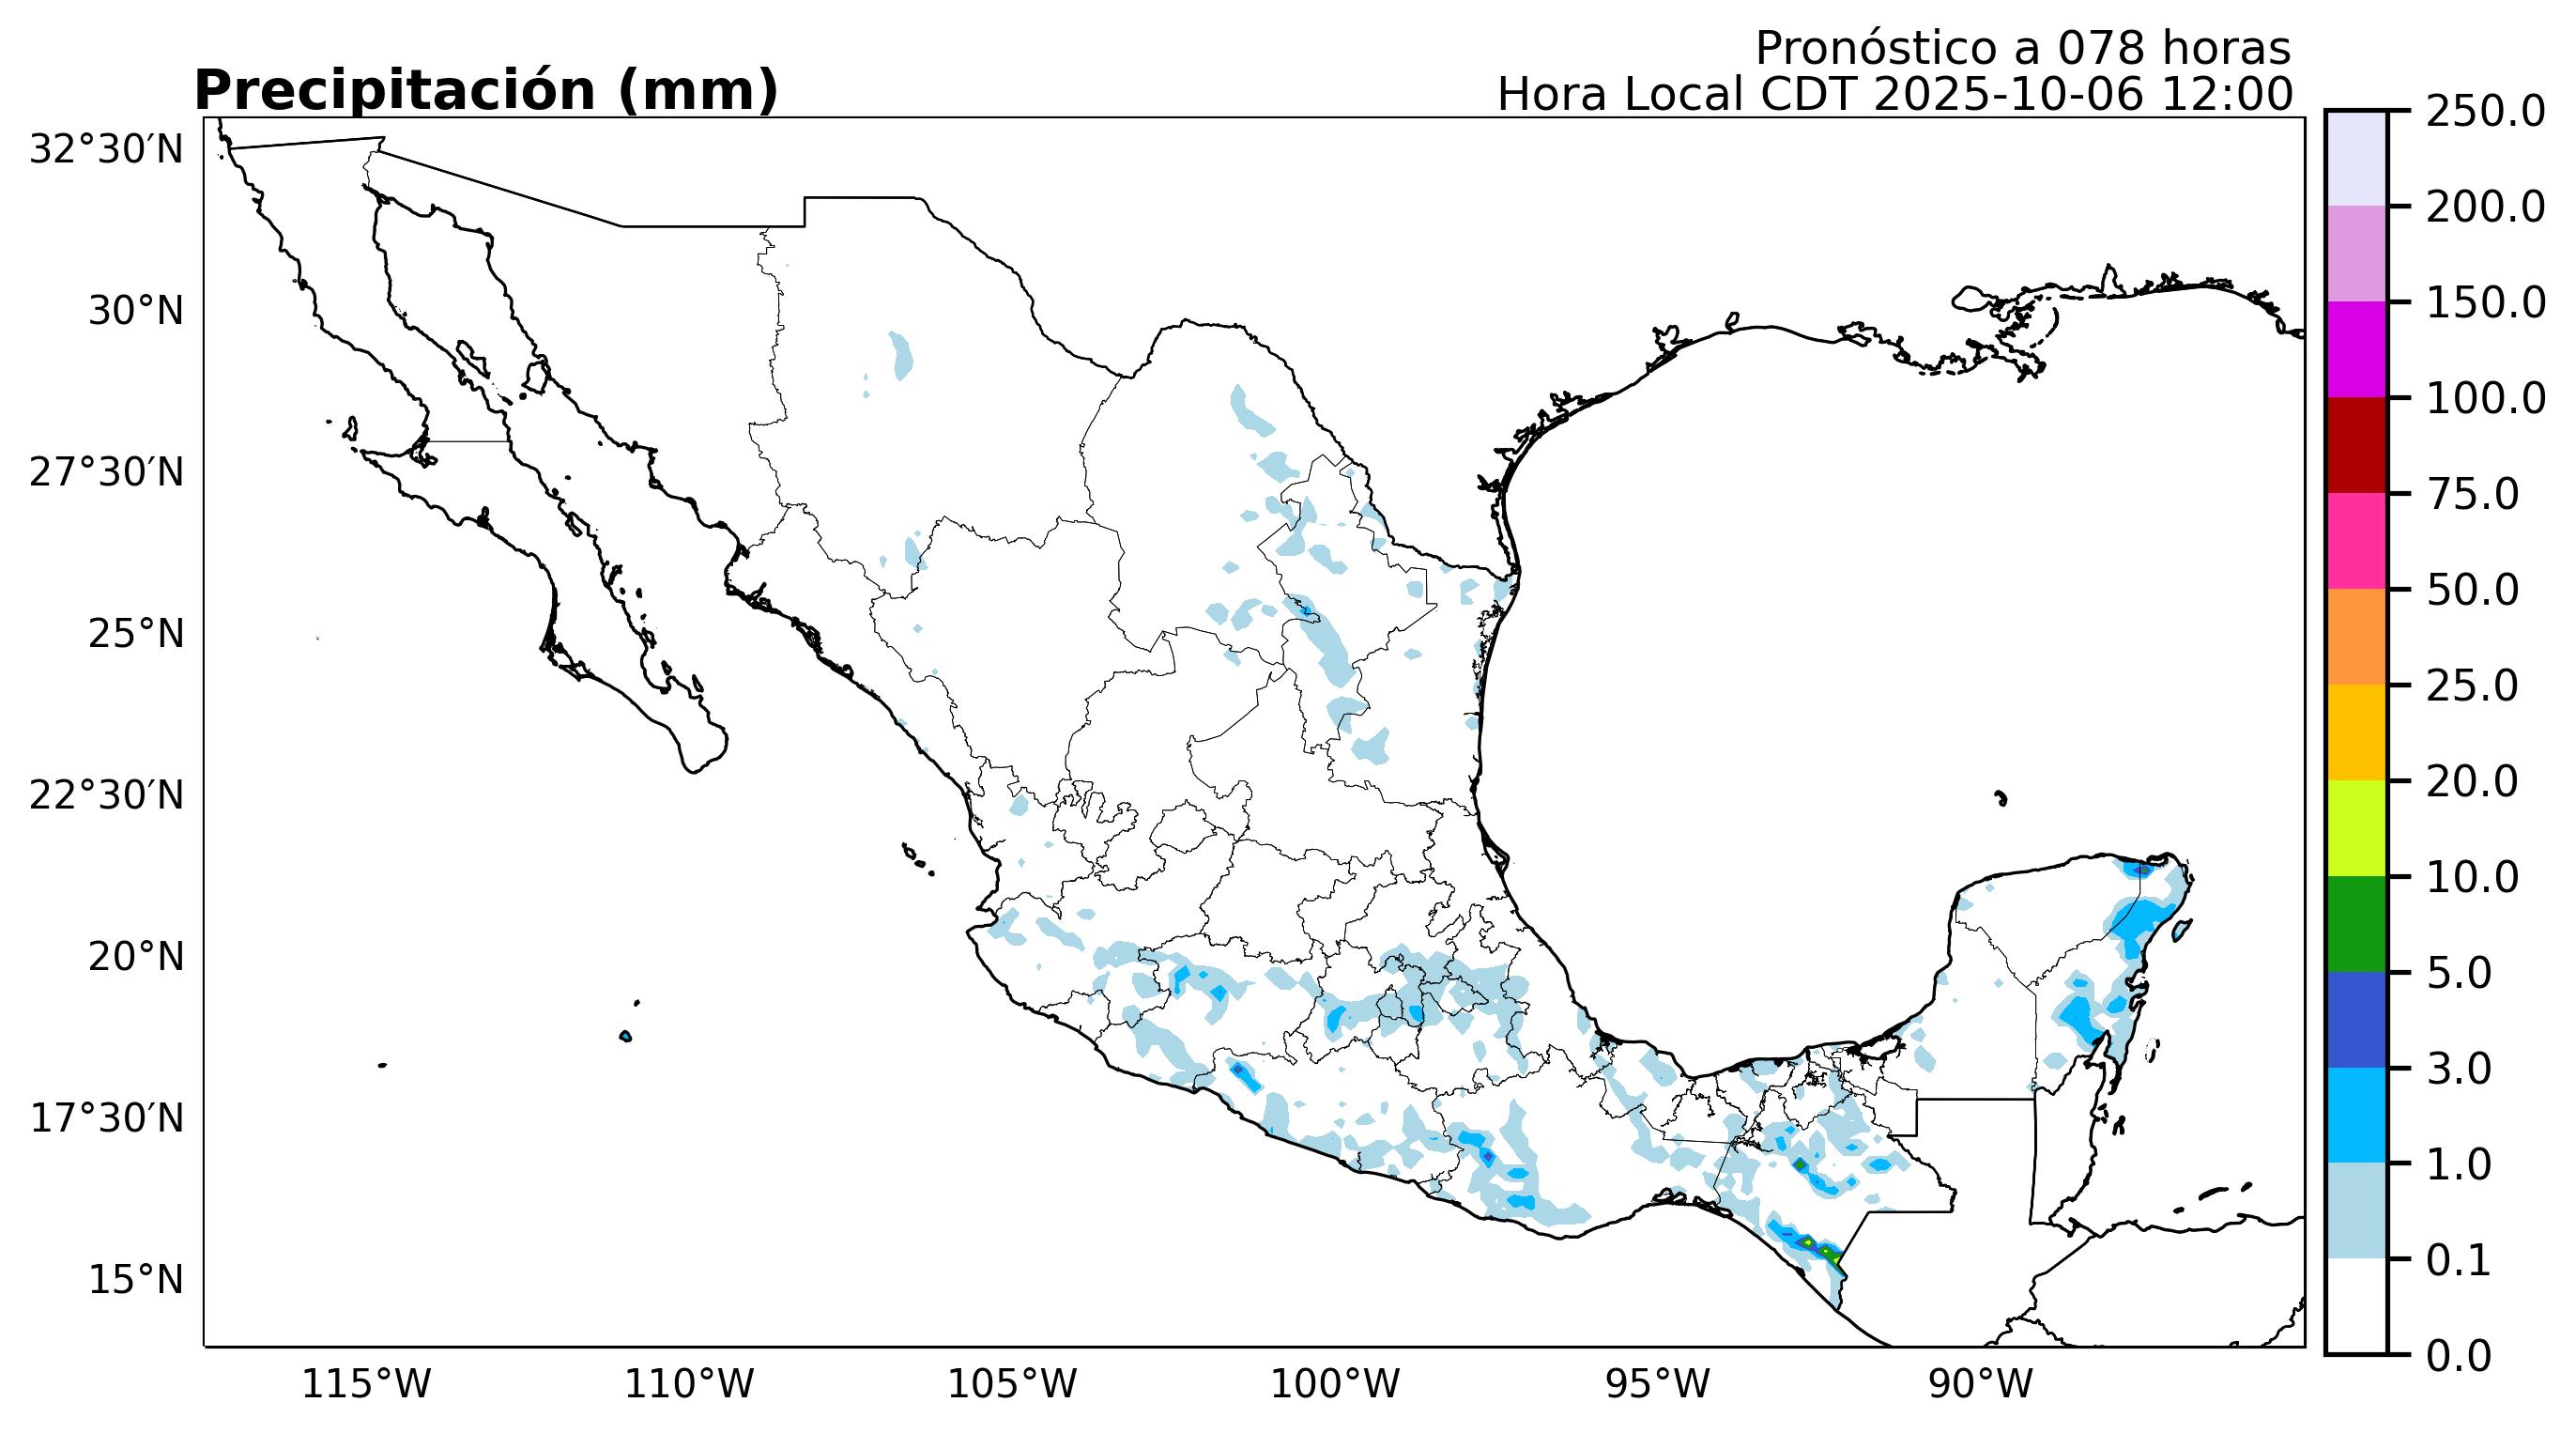 Pronóstico a 078 horas
Precipitación (mm)
Hora Local CDT 2025-10-06 12:00
32°30′N
30°N
27°30′N
25°N
22°30′N
20°N
17°30′N
15°N
115°W
110°W
105°W
100°W
95°W
90°W
250.0
200.0
150.0
100.0
75.0
50.0
25.0
20.0
10.0
5.0
3.0
1.0
0.1
0.0